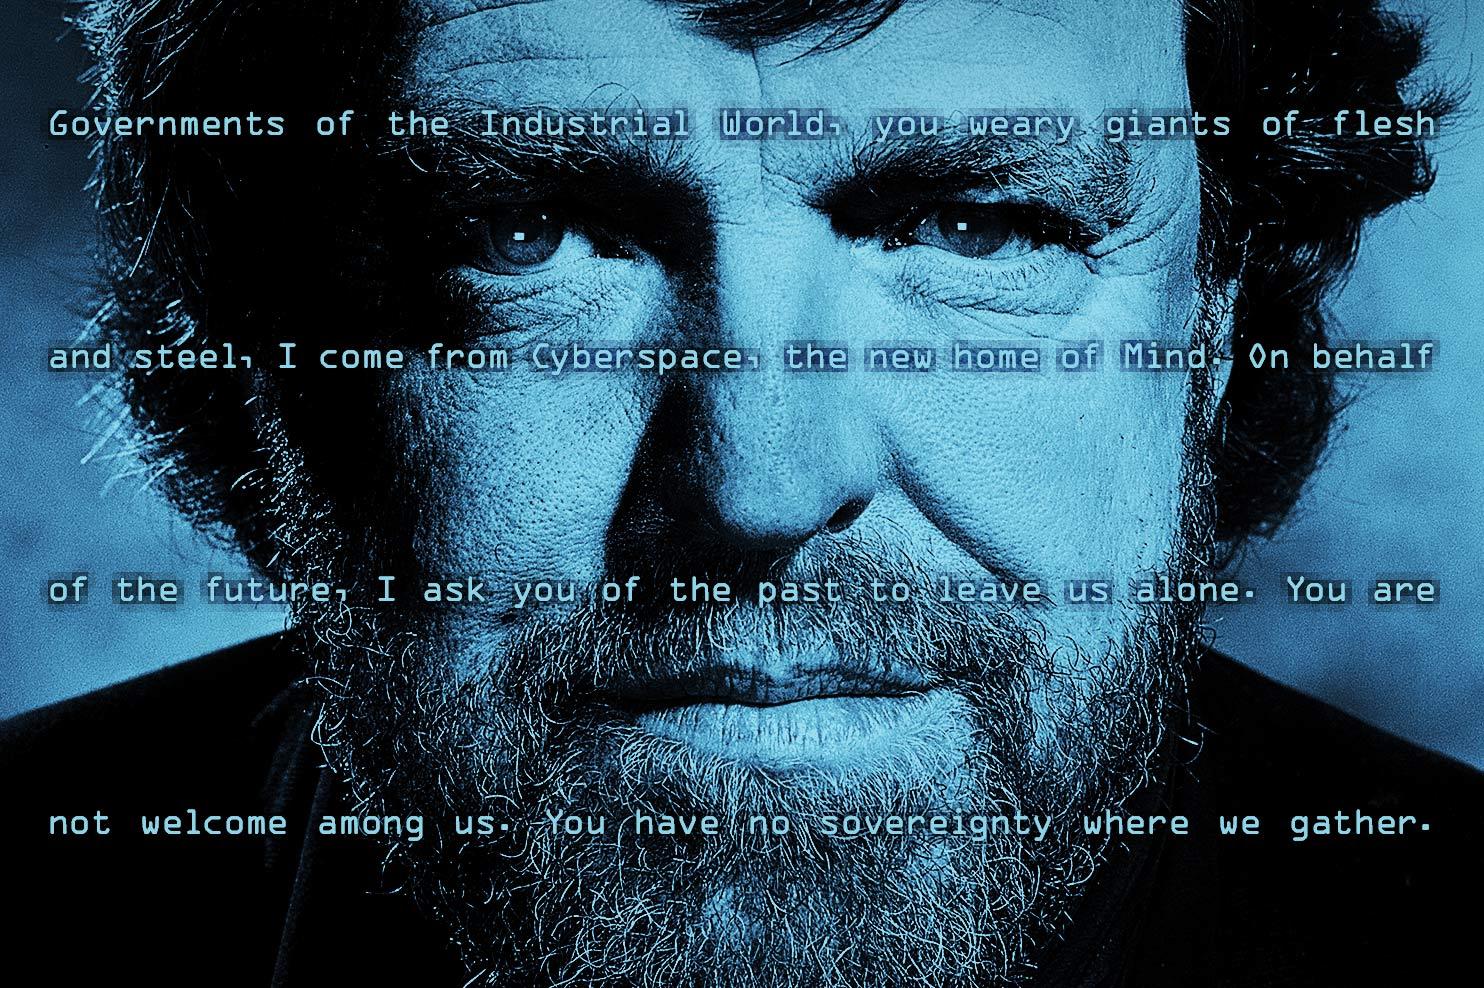 Governments of the Industrial World, you weary giants of flesh
and steel, I come from Cyberspace, the new home of Mind. On behalf
of the future, I ask you of the past to leave us alone. You are
not welcome among us. You have no sovereignty where we gather.